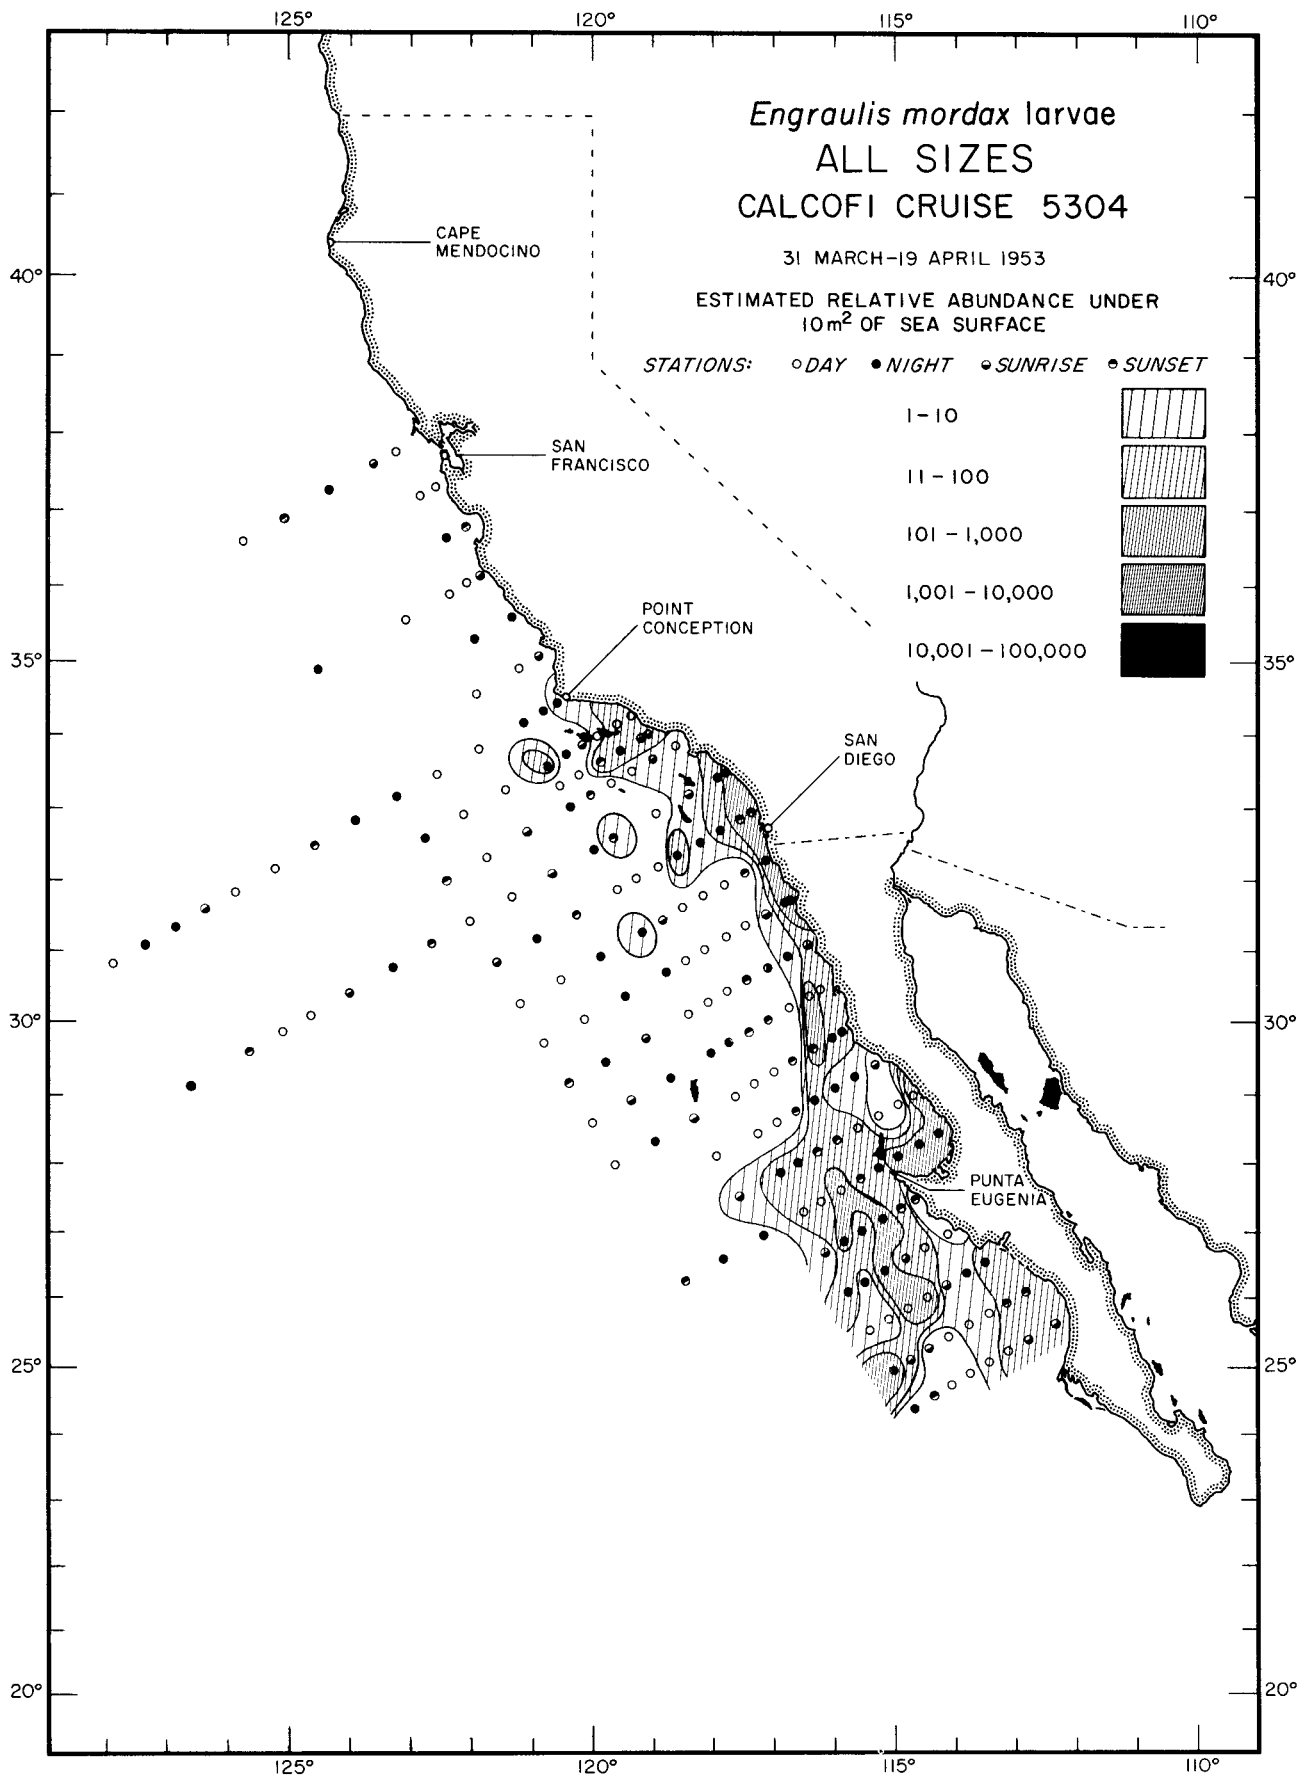 125° 120° 115° 110°
Engraulis mordax larvae
ALL SIZES
CALCOFI CRUISE 5304
31 MARCH-19 APRIL 1953
ESTIMATED RELATIVE ABUNDANCE UNDER
10m² OF SEA SURFACE
STATIONS: DAY NIGHT SUNRISE SUNSET
1-10
11-100
101-1,000
1,001-10,000
10,001-100,000
CAPE
MENDOCINO
40° 40°
SAN
FRANCISCO
POINT
CONCEPTION
35° 35°
SAN
DIEGO
30° 30°
PUNTA
EUGENIA
25° 25°
20° 20°
125° 120° 115° 110°